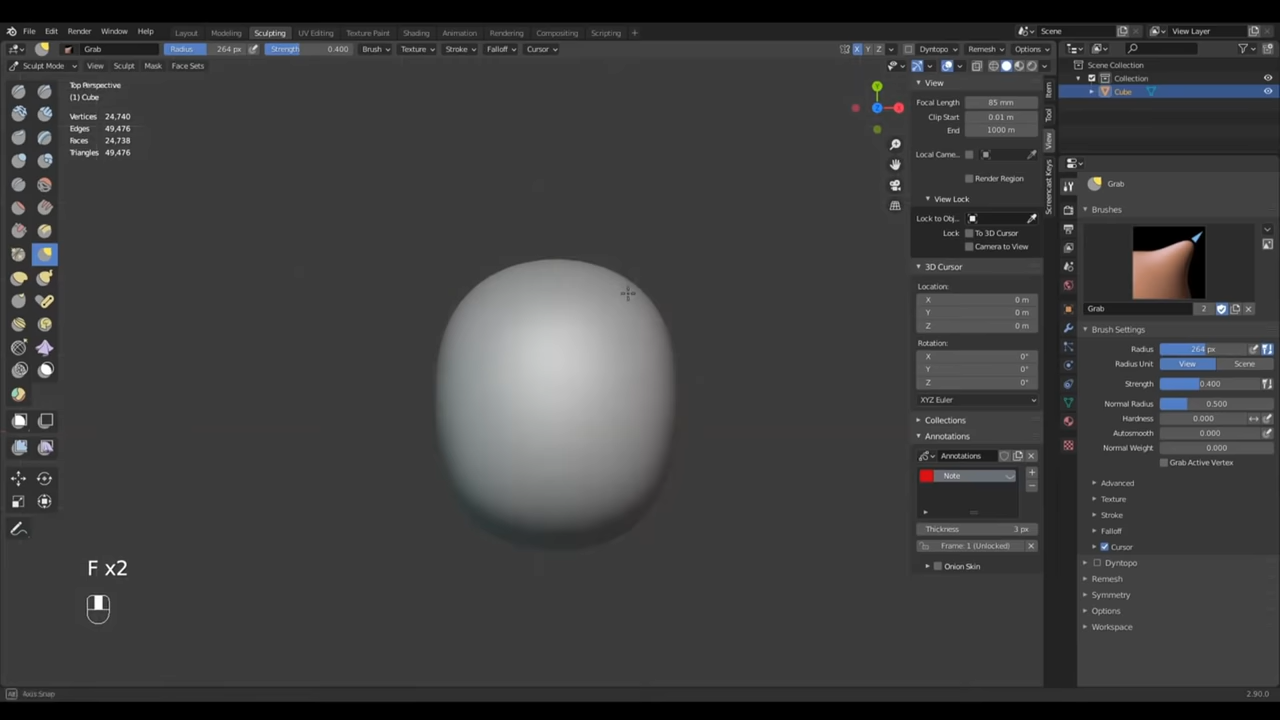 File Edit Render Window Help Layout Modeling Sculpting UV Editing Texture Paint Shading Animation Rendering Compositing Scripting + Scene View Layer
Grab Radius 264 px Strength 0.400 Brush Texture Stroke Falloff Cursor X Y Z Dyntopo Remesh Options
Sculpt Mode View Sculpt Mask Face Sets
Scene Collection
Collection
Cube
Top Perspective
(1) Cube
Vertices 24,740
Edges 49,476
Faces 24,738
Triangles 49,476
Y
X
Z
View
Focal Length 85 mm
Clip Start 0.01 m
End 1000 m
Local Came...
Render Region
View Lock
Lock to Obj...
Lock To 3D Cursor
Camera to View
3D Cursor
Location:
X 0 m
Y 0 m
Z 0 m
Rotation:
X 0°
Y 0°
Z 0°
XYZ Euler
Collections
Annotations
Annotations
Note
Thickness 3 px
Frame: 1 (Unlocked)
Onion Skin
Item
Tool
View
Screencast Keys
Grab
Brushes
Grab 2
Brush Settings
Radius 264 px
Radius Unit View Scene
Strength 0.400
Normal Radius 0.500
Hardness 0.000
Autosmooth 0.000
Normal Weight 0.000
Grab Active Vertex
Advanced
Texture
Stroke
Falloff
Cursor
Dyntopo
Remesh
Symmetry
Options
Workspace
F x2
Axis Snap
2.90.0